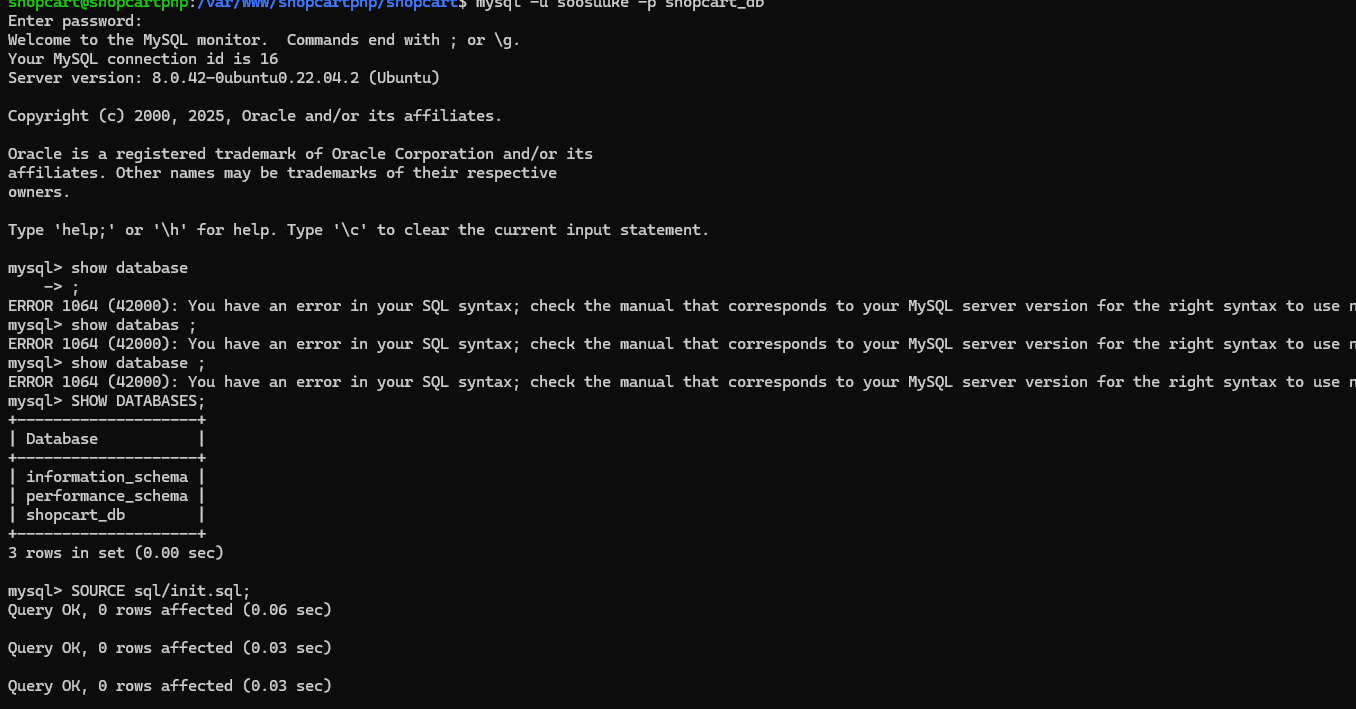 shopcart@shopcartphp:/var/www/shopcartphp/shopcart$ mysql -u soosuuke -p shopcart_db
Enter password:
Welcome to the MySQL monitor.  Commands end with ; or \g.
Your MySQL connection id is 16
Server version: 8.0.42-0ubuntu0.22.04.2 (Ubuntu)
Copyright (c) 2000, 2025, Oracle and/or its affiliates.
Oracle is a registered trademark of Oracle Corporation and/or its
affiliates. Other names may be trademarks of their respective
owners.
Type 'help;' or '\h' for help. Type '\c' to clear the current input statement.
mysql> show database
    -> ;
ERROR 1064 (42000): You have an error in your SQL syntax; check the manual that corresponds to your MySQL server version for the right syntax to use n
mysql> show databas ;
ERROR 1064 (42000): You have an error in your SQL syntax; check the manual that corresponds to your MySQL server version for the right syntax to use n
mysql> show database ;
ERROR 1064 (42000): You have an error in your SQL syntax; check the manual that corresponds to your MySQL server version for the right syntax to use n
mysql> SHOW DATABASES;
+--------------------+
| Database           |
+--------------------+
| information_schema |
| performance_schema |
| shopcart_db        |
+--------------------+
3 rows in set (0.00 sec)
mysql> SOURCE sql/init.sql;
Query OK, 0 rows affected (0.06 sec)
Query OK, 0 rows affected (0.03 sec)
Query OK, 0 rows affected (0.03 sec)